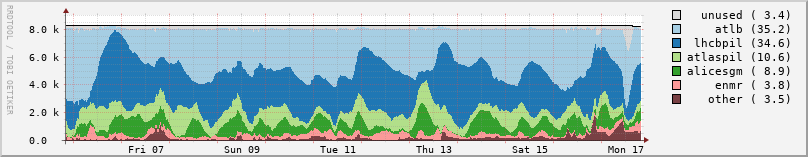 8.0 k
6.0 k
4.0 k
2.0 k
0.0
Fri 07 Sun 09 Tue 11 Thu 13 Sat 15 Mon 17
unused ( 3.4)
atlb (35.2)
lhcbpil (34.6)
atlaspil (10.6)
alicesgm ( 8.9)
enmr ( 3.8)
other ( 3.5)
RRDTOOL / TOBI OETIKER